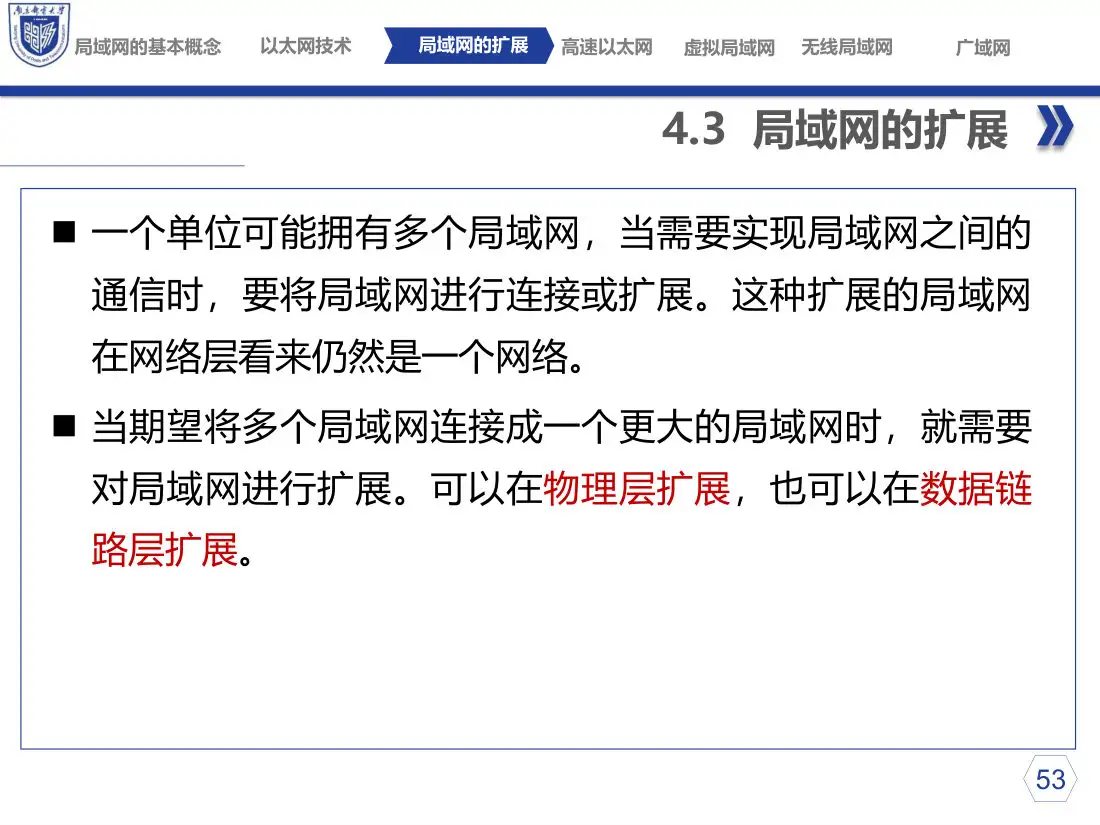 南京邮电大学
局域网的基本概念 以太网技术 局域网的扩展 高速以太网 虚拟局域网 无线局域网 广域网
4.3 局域网的扩展
■ 一个单位可能拥有多个局域网，当需要实现局域网之间的
通信时，要将局域网进行连接或扩展。这种扩展的局域网
在网络层看来仍然是一个网络。
■ 当期望将多个局域网连接成一个更大的局域网时，就需要
对局域网进行扩展。可以在物理层扩展，也可以在数据链
路层扩展。
53